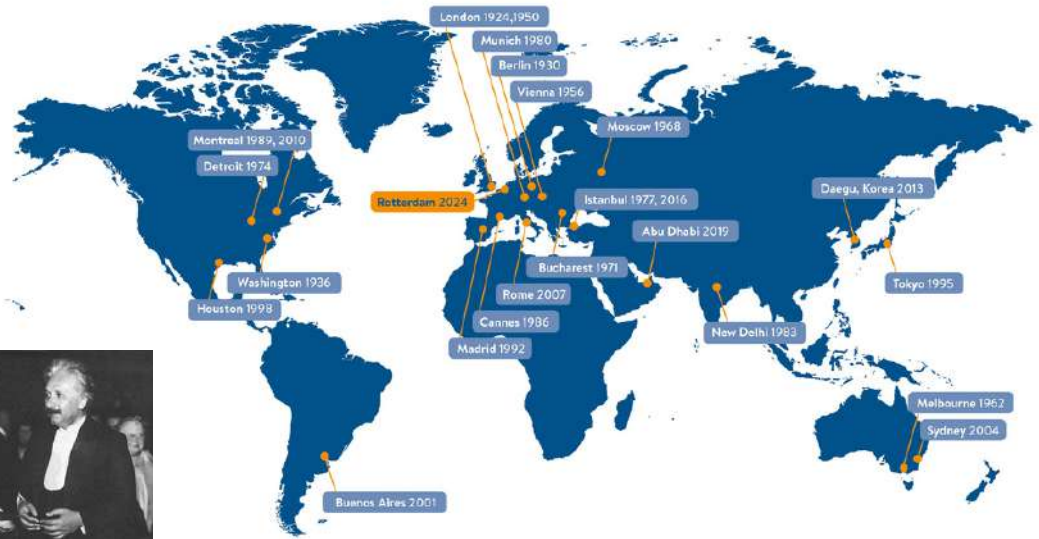 London 1924,1950
Munich 1980
Berlin 1930
Vienna 1956
Moscow 1968
Montreal 1989, 2010
Detroit 1974
Rotterdam 2024
Istanbul 1977, 2016
Daegu, Korea 2013
Abu Dhabi 2019
Bucharest 1971
Washington 1936
Rome 2007
Tokyo 1995
Houston 1998
Cannes 1986
New Delhi 1983
Madrid 1992
Melbourne 1962
Sydney 2004
Buenos Aires 2001